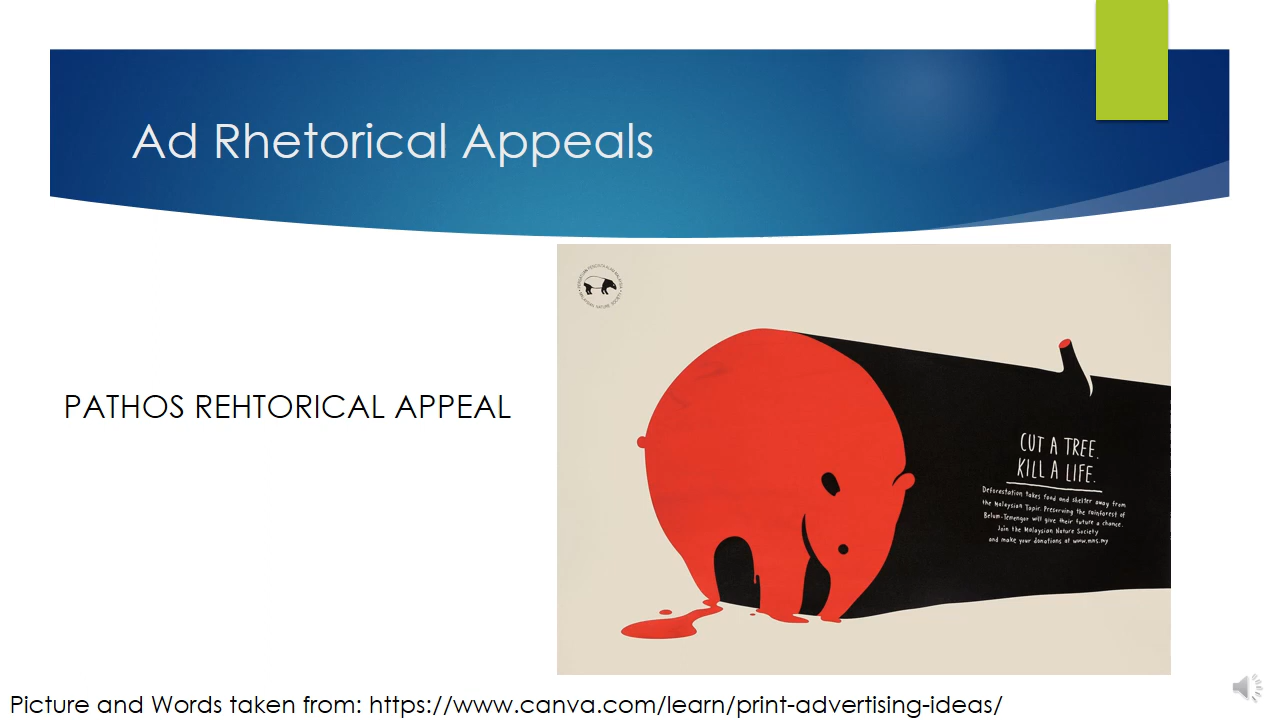 Ad Rhetorical Appeals
PATHOS REHTORICAL APPEAL
MALAYSIAN NATURE SOCIETY
CUT A TREE.
KILL A LIFE.
Deforestation takes food and shelter away from
the Malaysian Tapir. Preserving the rainforest of
Belum-Temengor will give their future a chance.
Join the Malaysian Nature Society
and make your donations at www.mns.my
Picture and Words taken from: https://www.canva.com/learn/print-advertising-ideas/